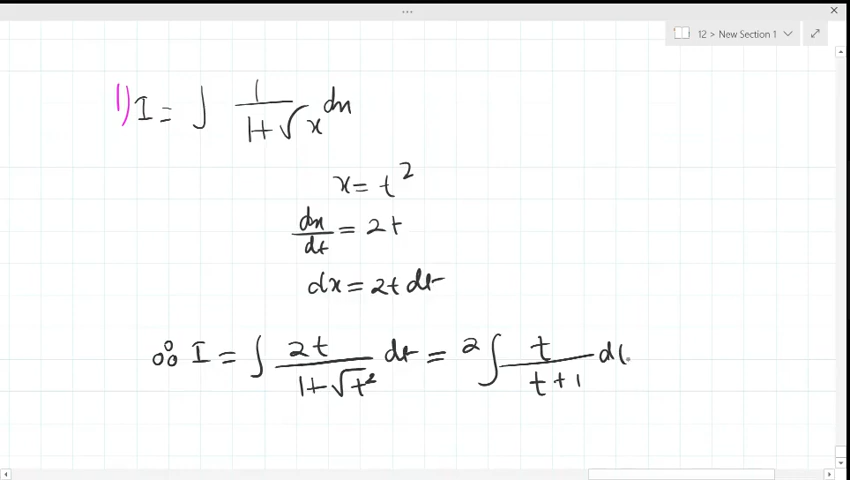 12 > New Section 1
1) I = ∫ 1/(1+√x) dx
x = t²
dx/dt = 2t
dx = 2t dt
∴ I = ∫ 2t/(1+√t²) dt = 2 ∫ t/(t+1) d(